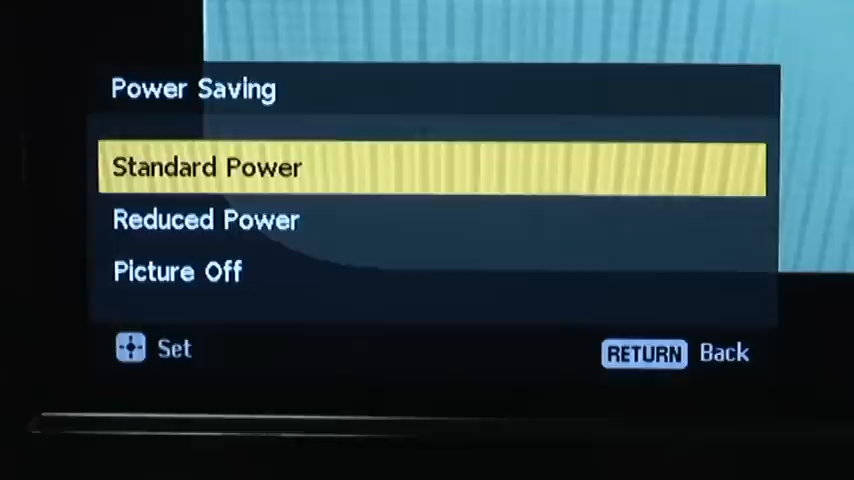 Power Saving
Standard Power
Reduced Power
Picture Off
Set
RETURN Back